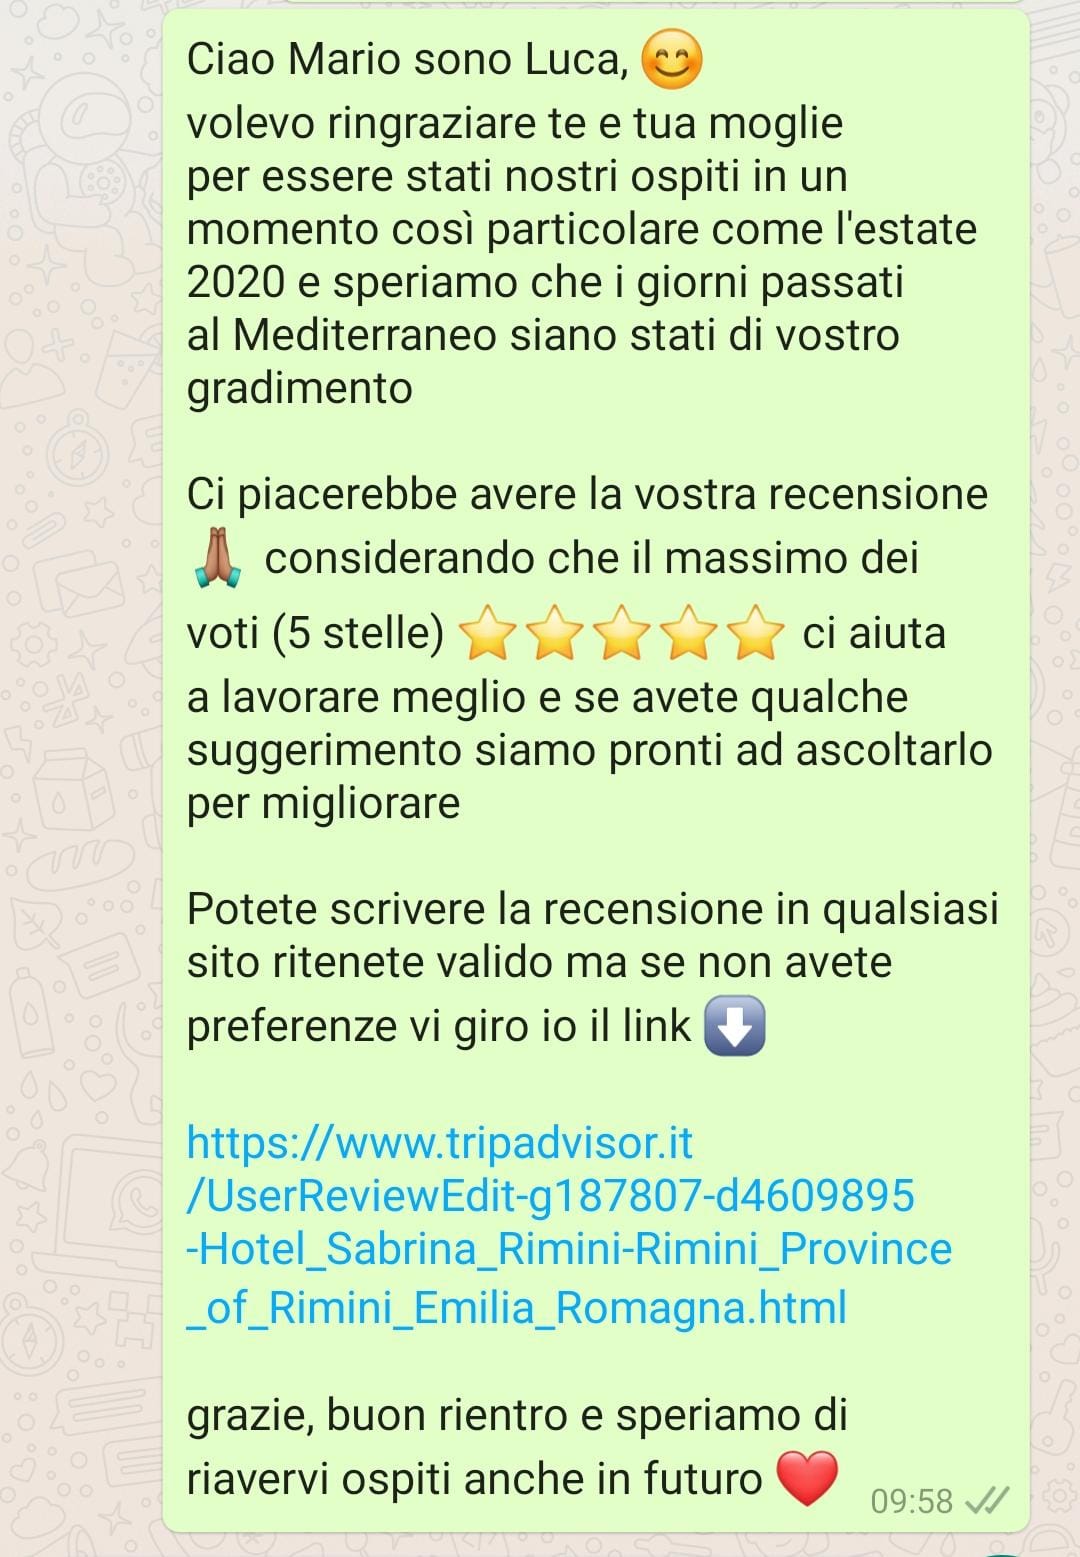 Ciao Mario sono Luca, 😊
volevo ringraziare te e tua moglie
per essere stati nostri ospiti in un
momento così particolare come l'estate
2020 e speriamo che i giorni passati
al Mediterraneo siano stati di vostro
gradimento
Ci piacerebbe avere la vostra recensione
🙏🏾 considerando che il massimo dei
voti (5 stelle) ⭐⭐⭐⭐⭐ ci aiuta
a lavorare meglio e se avete qualche
suggerimento siamo pronti ad ascoltarlo
per migliorare
Potete scrivere la recensione in qualsiasi
sito ritenete valido ma se non avete
preferenze vi giro io il link ⬇️
https://www.tripadvisor.it
/UserReviewEdit-g187807-d4609895
-Hotel_Sabrina_Rimini-Rimini_Province
_of_Rimini_Emilia_Romagna.html
grazie, buon rientro e speriamo di
riavervi ospiti anche in futuro ❤️
09:58